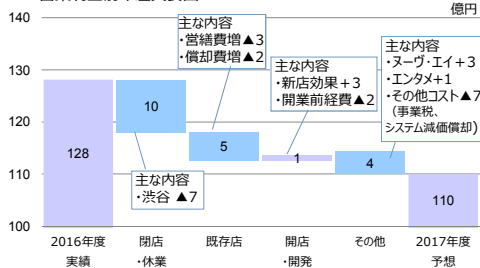 億円
140
130
120
110
100
主な内容
・営繕費増▲3
・償却費増▲2
主な内容
・新店効果+3
・開業前経費▲2
主な内容
・ヌーヴ・エイ+3
・エンタメ+1
・その他コスト▲7
（事業税、
システム減価償却）
主な内容
・渋谷 ▲7
128
10
5
1
4
110
2016年度
実績
閉店
・休業
既存店
開店
・開発
その他
2017年度
予想